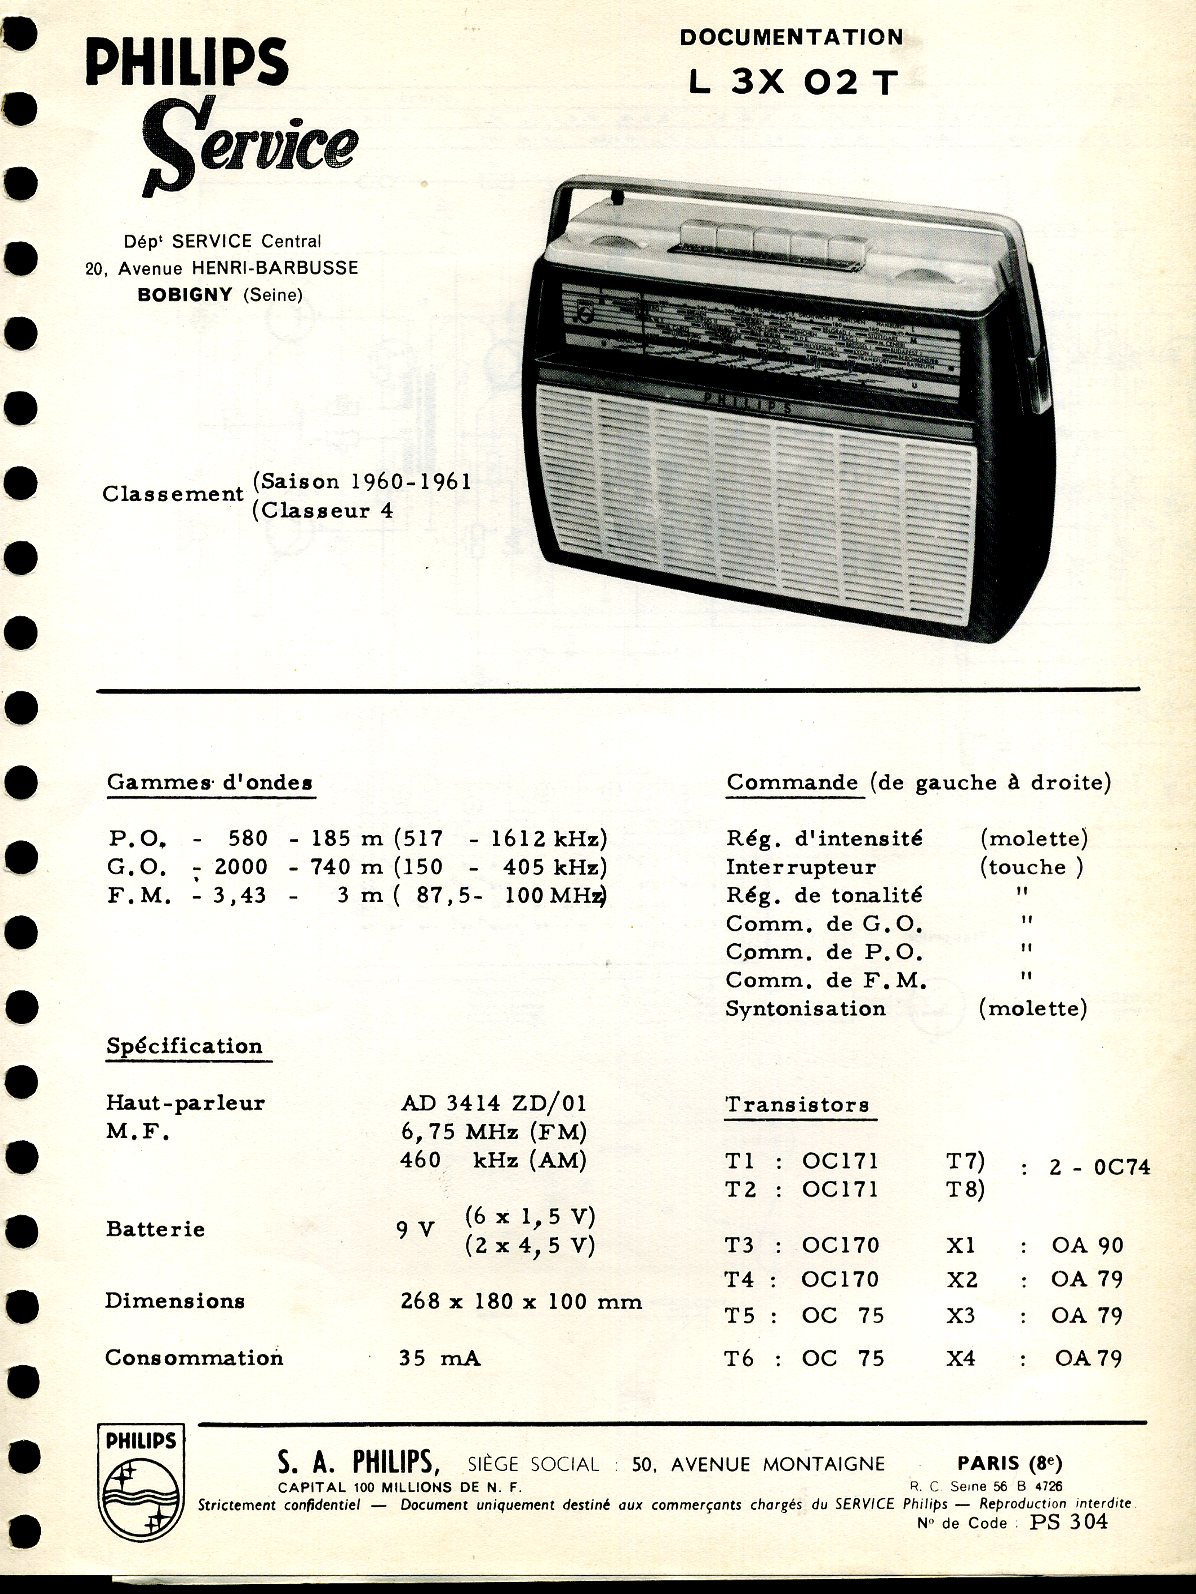 PHILIPS
Service
Dépᵗ SERVICE Central
20, Avenue HENRI-BARBUSSE
BOBIGNY (Seine)
DOCUMENTATION
L 3X 02 T
PHILIPS
Classement (Saison 1960-1961
(Classeur 4
Gammes d'ondes
P.O. - 580 - 185 m (517 - 1612 kHz)
G.O. - 2000 - 740 m (150 - 405 kHz)
F.M. - 3,43 - 3 m ( 87,5- 100 MHz)
Commande (de gauche à droite)
Rég. d'intensité (molette)
Interrupteur (touche )
Rég. de tonalité "
Comm. de G.O. "
Comm. de P.O. "
Comm. de F.M. "
Syntonisation (molette)
Spécification
Haut-parleur AD 3414 ZD/01
M.F. 6,75 MHz (FM)
460 kHz (AM)
Batterie 9 V (6 x 1,5 V)
(2 x 4,5 V)
Dimensions 268 x 180 x 100 mm
Consommation 35 mA
Transistors
T1 : OC171 T7) : 2 - 0C74
T2 : OC171 T8)
T3 : OC170 X1 : OA 90
T4 : OC170 X2 : OA 79
T5 : OC 75 X3 : OA 79
T6 : OC 75 X4 : OA 79
PHILIPS
S. A. PHILIPS, SIÈGE SOCIAL : 50, AVENUE MONTAIGNE PARIS (8ᵉ)
CAPITAL 100 MILLIONS DE N. F. R. C. Seine 56 B 4726
Strictement confidentiel — Document uniquement destiné aux commerçants chargés du SERVICE Philips — Reproduction interdite.
Nᵒ de Code : PS 304